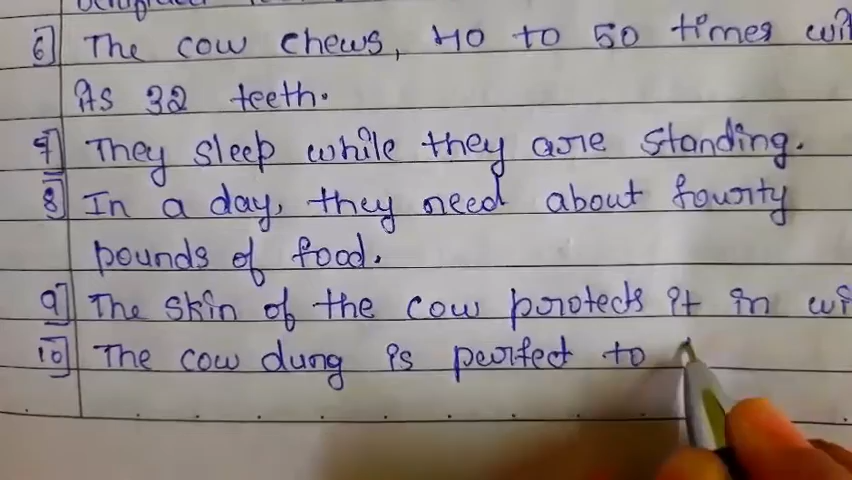 6] The cow chews, 40 to 50 times
its 32 teeth.
7] They sleep while they are standing.
8] In a day, they need about fourty
pounds of food.
9] The skin of the cow protects it in
10] The cow dung is perfect to